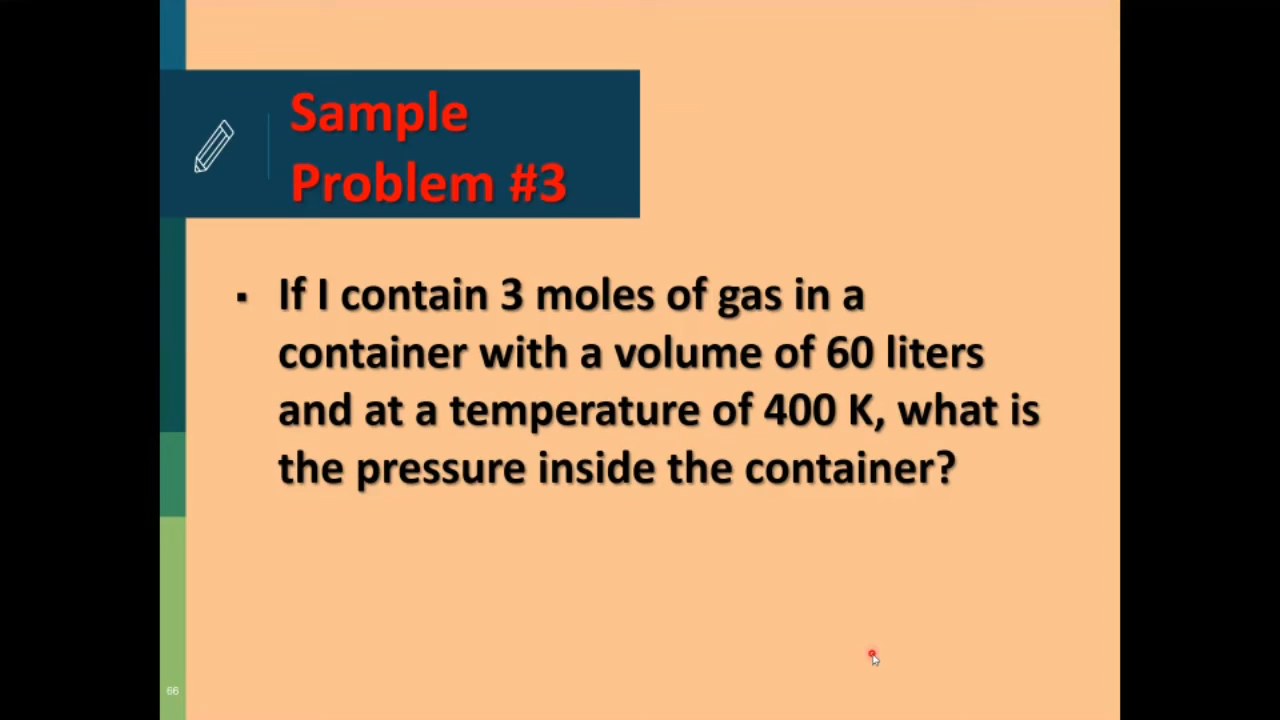 Sample
Problem #3
▪ If I contain 3 moles of gas in a
container with a volume of 60 liters
and at a temperature of 400 K, what is
the pressure inside the container?
66